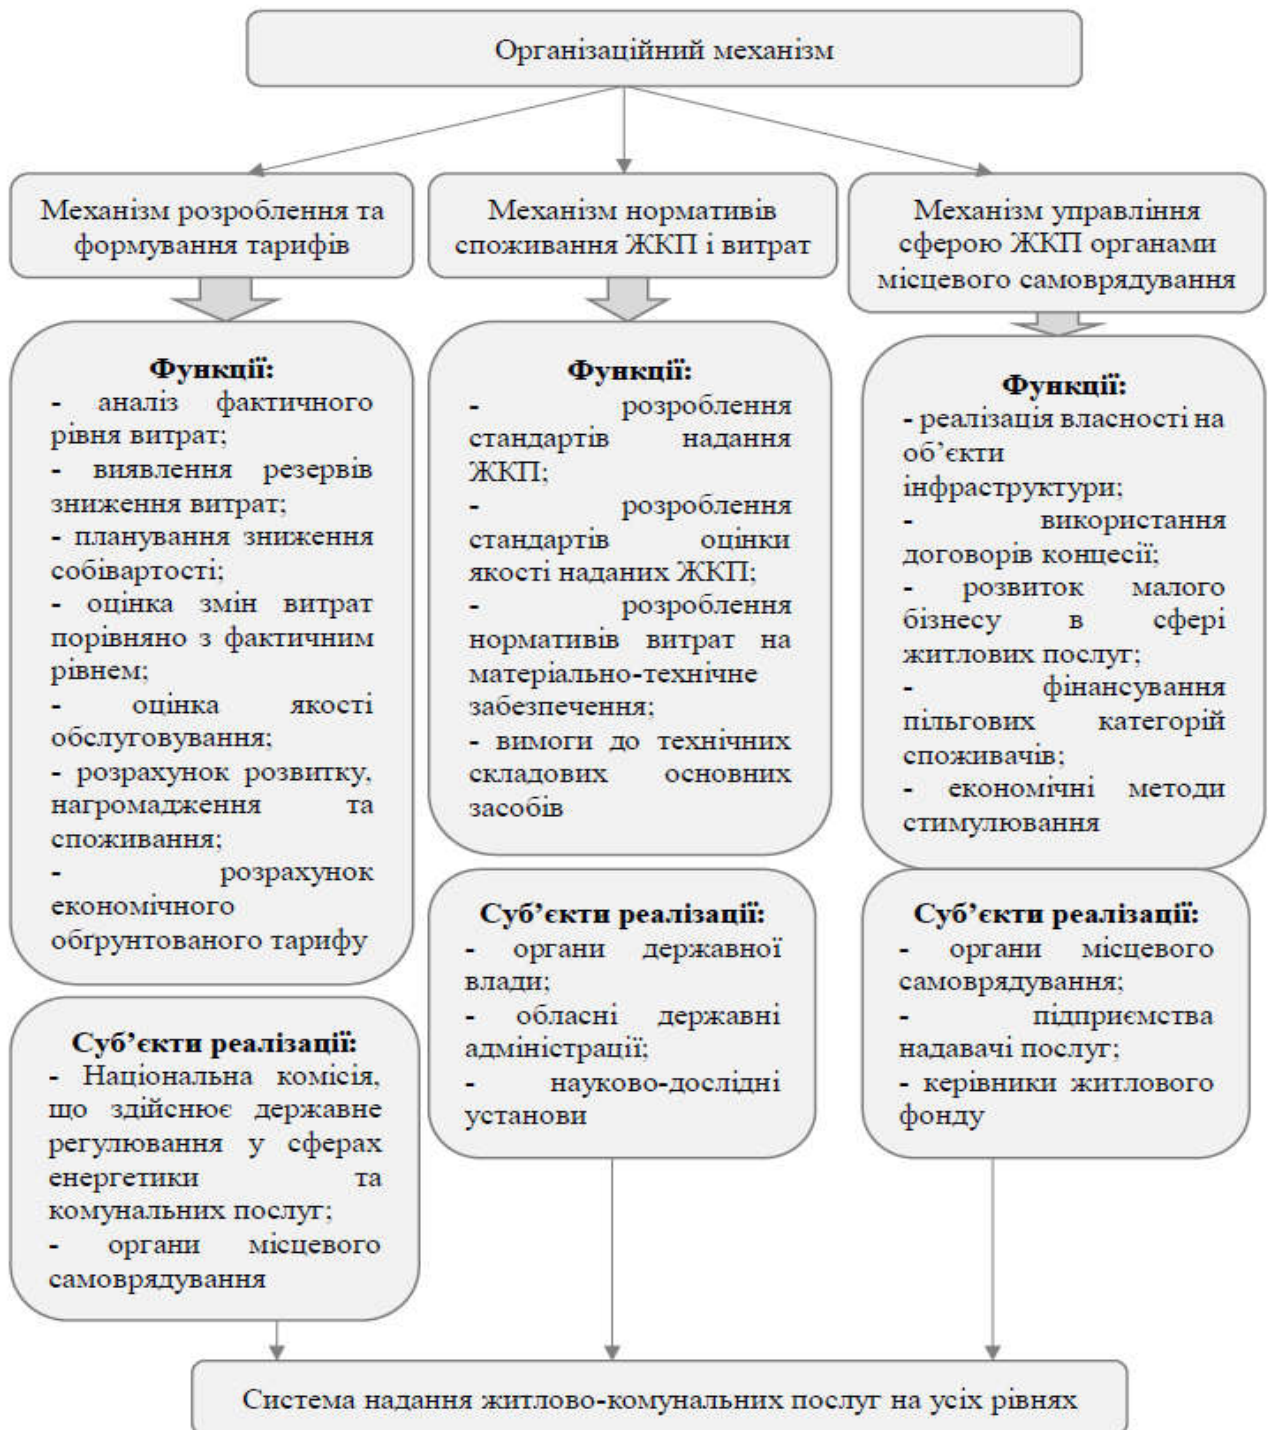 Організаційний механізм
Механізм розроблення та
формування тарифів
Механізм нормативів
споживання ЖКП і витрат
Механізм управління
сферою ЖКП органами
місцевого самоврядування
Функції:
- аналіз фактичного
рівня витрат;
- виявлення резервів
зниження витрат;
- планування зниження
собівартості;
- оцінка змін витрат
порівняно з фактичним
рівнем;
- оцінка якості
обслуговування;
- розрахунок розвитку,
нагромадження та
споживання;
- розрахунок
економічного
обґрунтованого тарифу
Функції:
- розроблення
стандартів надання
ЖКП;
- розроблення
стандартів оцінки
якості наданих ЖКП;
- розроблення
нормативів витрат на
матеріально-технічне
забезпечення;
- вимоги до технічних
складових основних
засобів
Функції:
- реалізація власності на
об’єкти
інфраструктури;
- використання
договорів концесії;
- розвиток малого
бізнесу в сфері
житлових послуг;
- фінансування
пільгових категорій
споживачів;
- економічні методи
стимулювання
Суб’єкти реалізації:
- Національна комісія,
що здійснює державне
регулювання у сферах
енергетики та
комунальних послуг;
- органи місцевого
самоврядування
Суб’єкти реалізації:
- органи державної
влади;
- обласні державні
адміністрації;
- науково-дослідні
установи
Суб’єкти реалізації:
- органи місцевого
самоврядування;
- підприємства
надавачі послуг;
- керівники житлового
фонду
Система надання житлово-комунальних послуг на усіх рівнях